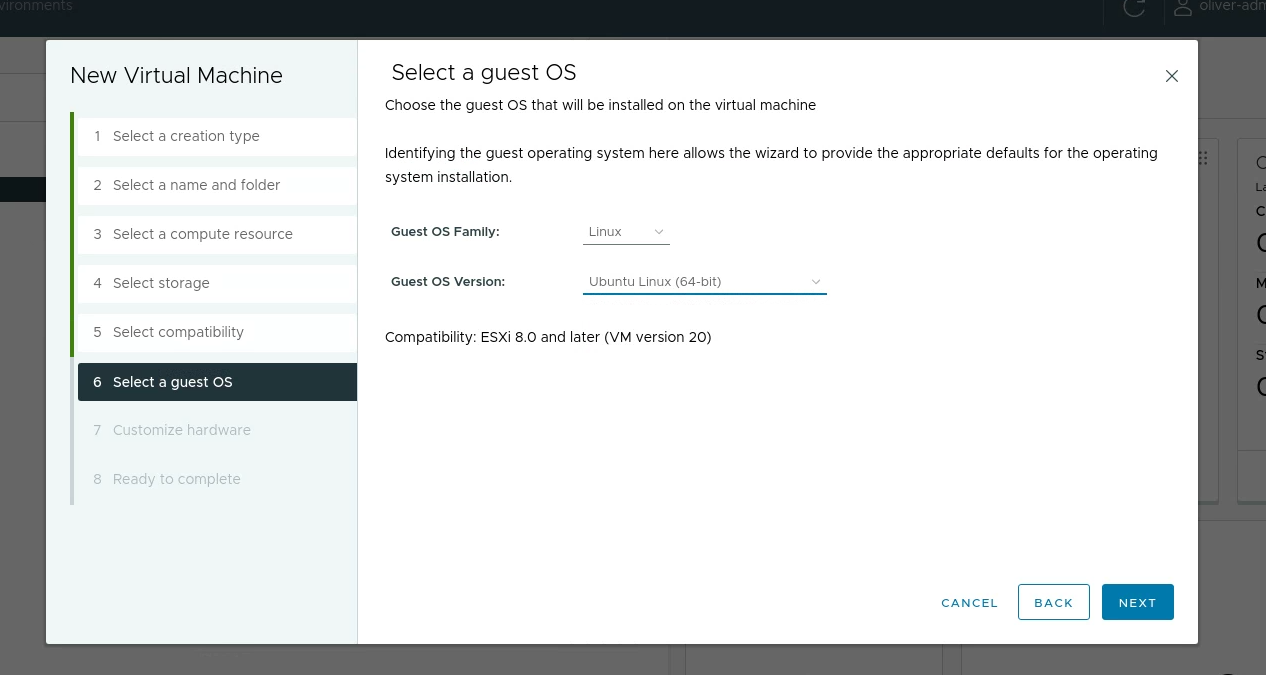 vironments
oliver-adm
New Virtual Machine
1 Select a creation type
2 Select a name and folder
3 Select a compute resource
4 Select storage
5 Select compatibility
6 Select a guest OS
7 Customize hardware
8 Ready to complete
Select a guest OS
Choose the guest OS that will be installed on the virtual machine
Identifying the guest operating system here allows the wizard to provide the appropriate defaults for the operating
system installation.
Guest OS Family:
Linux
Guest OS Version:
Ubuntu Linux (64-bit)
Compatibility: ESXi 8.0 and later (VM version 20)
CANCEL
BACK
NEXT